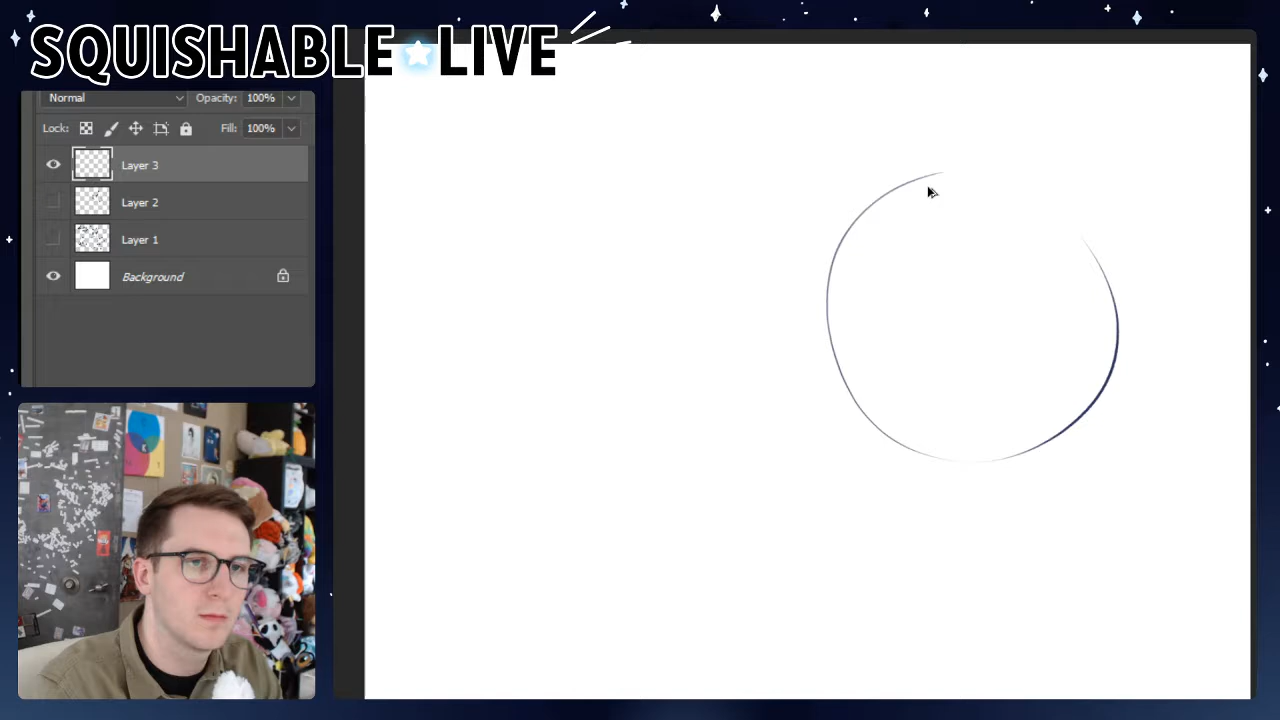 SQUISHABLE LIVE
Normal Opacity: 100%
Lock: Fill: 100%
Layer 3
Layer 2
Layer 1
Background